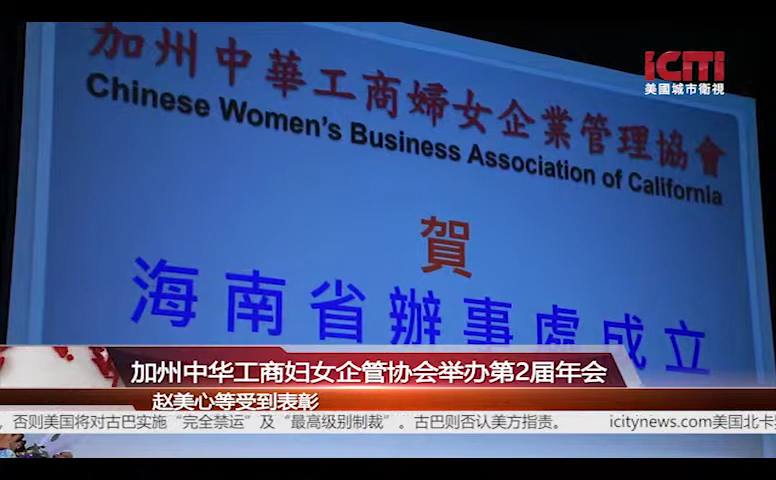 加州中華工商婦女企業管理協會
ICITI
美國城市衛視
Chinese Women's Business Association of California
賀
海南省辦事處成立
加州中华工商妇女企管协会举办第2届年会
赵美心等受到表彰
，否则美国将对古巴实施“完全禁运”及“最高级别制裁”。古巴则否认美方指责。 icitynews.com美国北卡